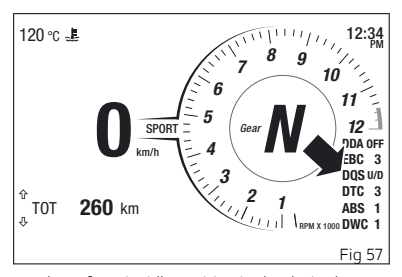 120 °C
12:34
PM
0
km/h
SPORT
Gear
N
1
2
3
4
5
6
7
8
9
10
11
12
RPM X 1000
DDA OFF
EBC 3
DQS U/D
DTC 3
ABS 1
DWC 1
TOT 260 km
Fig 57